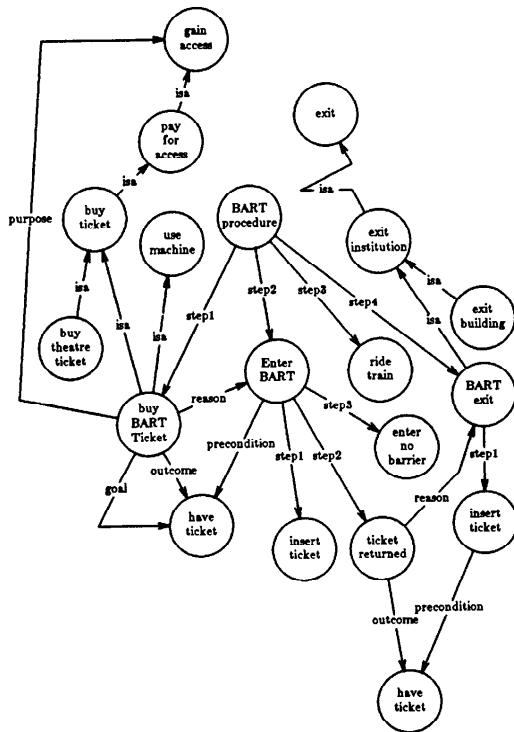 gain
access
isa
pay
for
access
exit
isa
isa
buy
ticket
purpose
use
machine
BART
procedure
exit
institution
isa
isa
isa
step1
step2
step3
step4
isa
isa
exit
building
buy
theatre
ticket
Enter
BART
ride
train
BART
exit
buy
BART
Ticket
reason
step3
enter
no
barrier
precondition
step1
step2
step1
goal
outcome
reason
have
ticket
insert
ticket
ticket
returned
insert
ticket
outcome
precondition
have
ticket